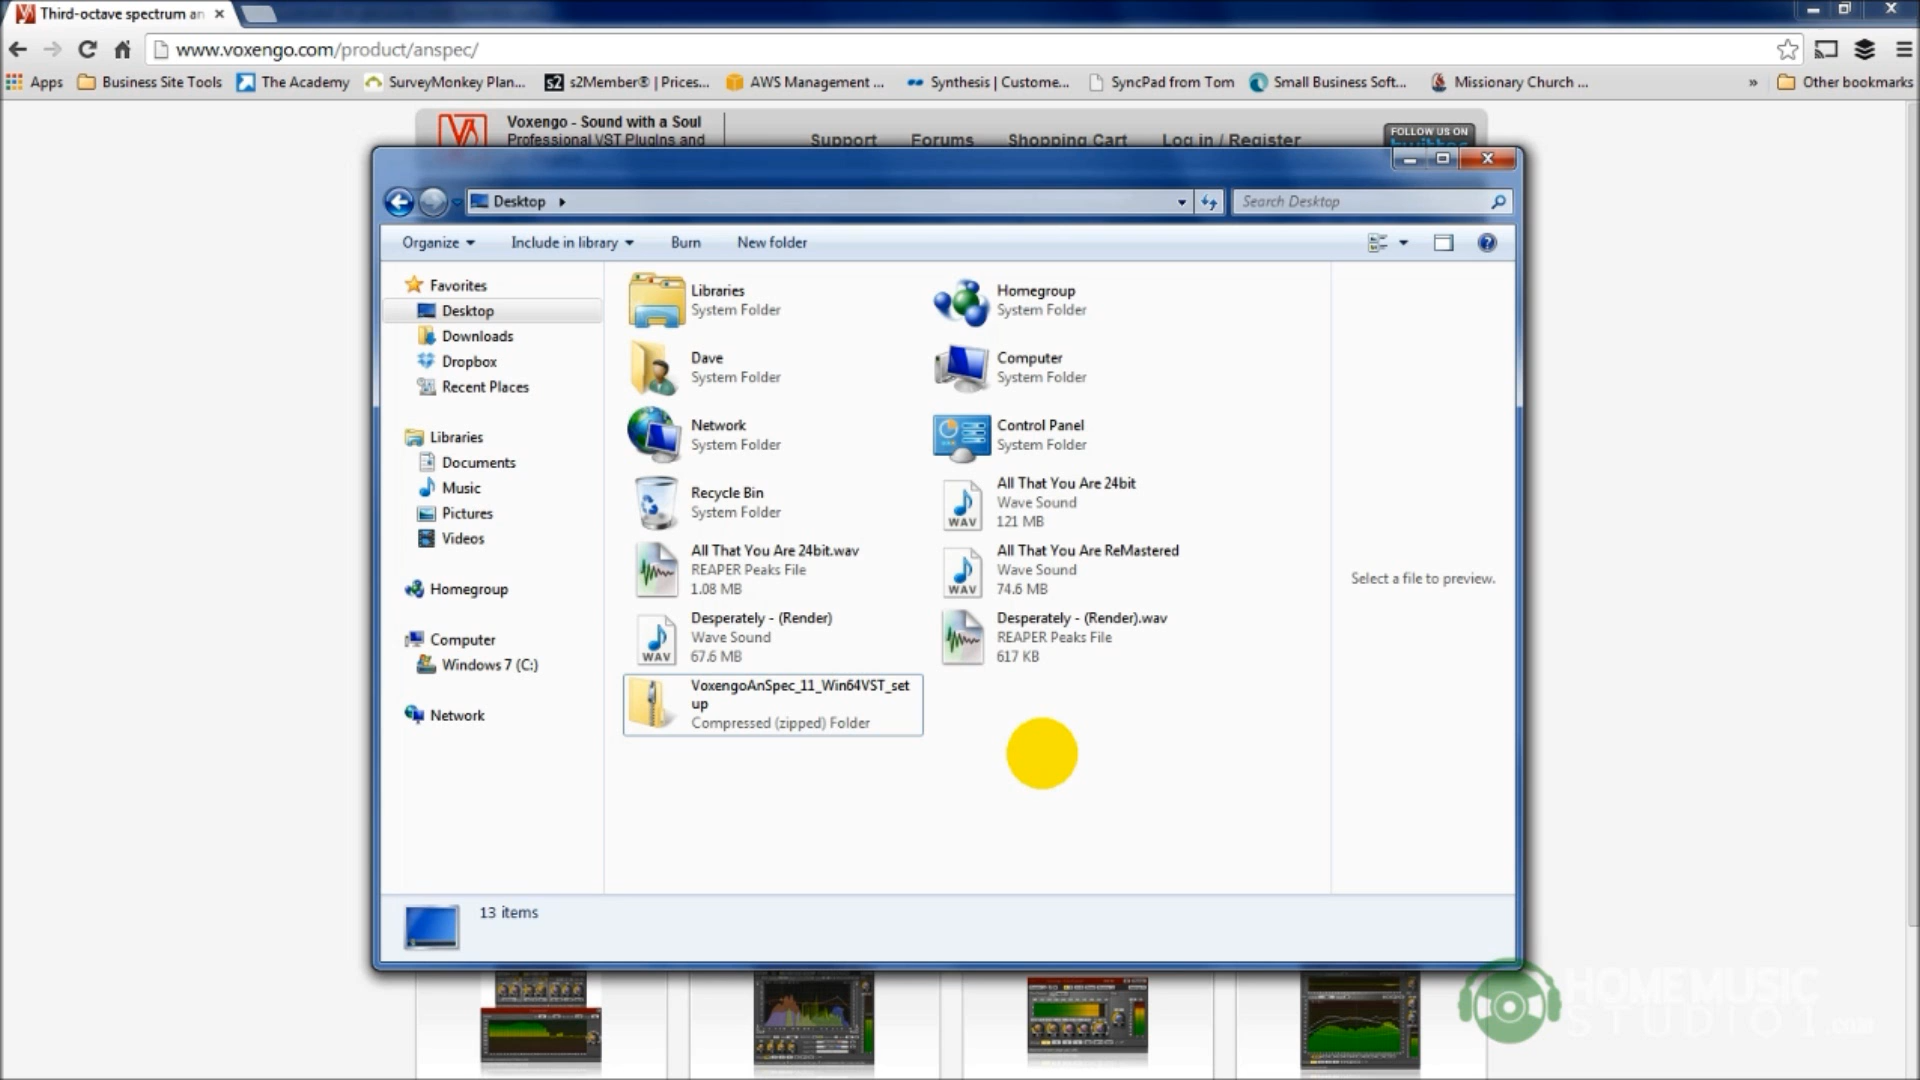 Third-octave spectrum an
www.voxengo.com/product/anspec/
Apps Business Site Tools The Academy SurveyMonkey Plan... s2 s2Member® | Prices... AWS Management ... Synthesis | Custome... SyncPad from Tom Small Business Soft... Missionary Church ... » Other bookmarks
Voxengo - Sound with a Soul
Professional VST PlugIns and
Support Forums Shopping Cart Log in / Register
FOLLOW US ON
twitter
Desktop
Search Desktop
Organize Include in library Burn New folder
Favorites
Desktop
Downloads
Dropbox
Recent Places
Libraries
Documents
Music
Pictures
Videos
Homegroup
Computer
Windows 7 (C:)
Network
Libraries
System Folder
Homegroup
System Folder
Dave
System Folder
Computer
System Folder
Network
System Folder
Control Panel
System Folder
Recycle Bin
System Folder
WAV
All That You Are 24bit
Wave Sound
121 MB
All That You Are 24bit.wav
REAPER Peaks File
1.08 MB
WAV
All That You Are ReMastered
Wave Sound
74.6 MB
WAV
Desperately - (Render)
Wave Sound
67.6 MB
Desperately - (Render).wav
REAPER Peaks File
617 KB
VoxengoAnSpec_11_Win64VST_set
up
Compressed (zipped) Folder
Select a file to preview.
13 items
HOMEMUSIC
STUDIO1.com